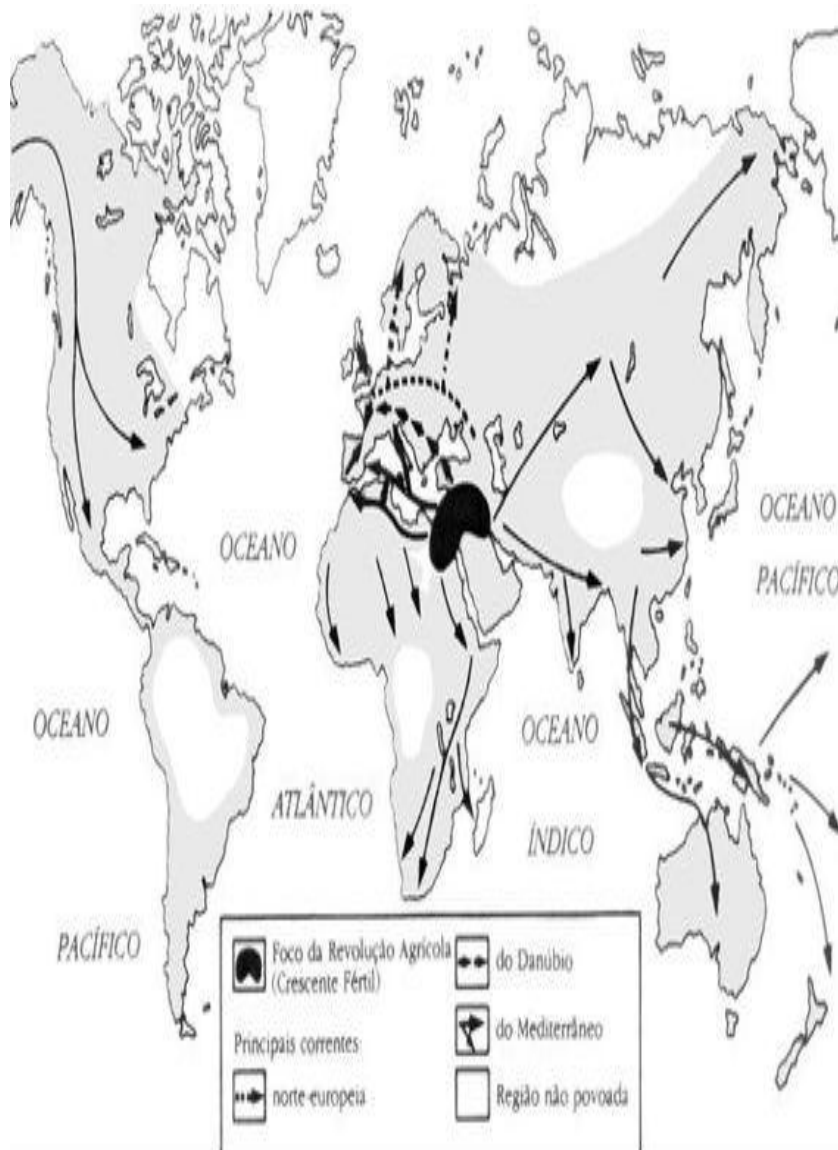 OCEANO
PACÍFICO
OCEANO
OCEANO
ATLÂNTICO
OCEANO
ÍNDICO
PACÍFICO
Foco da Revolução Agrícola
(Crescente Fértil)
Principais correntes
norte-europeia
do Danúbio
do Mediterrâneo
Região não povoada